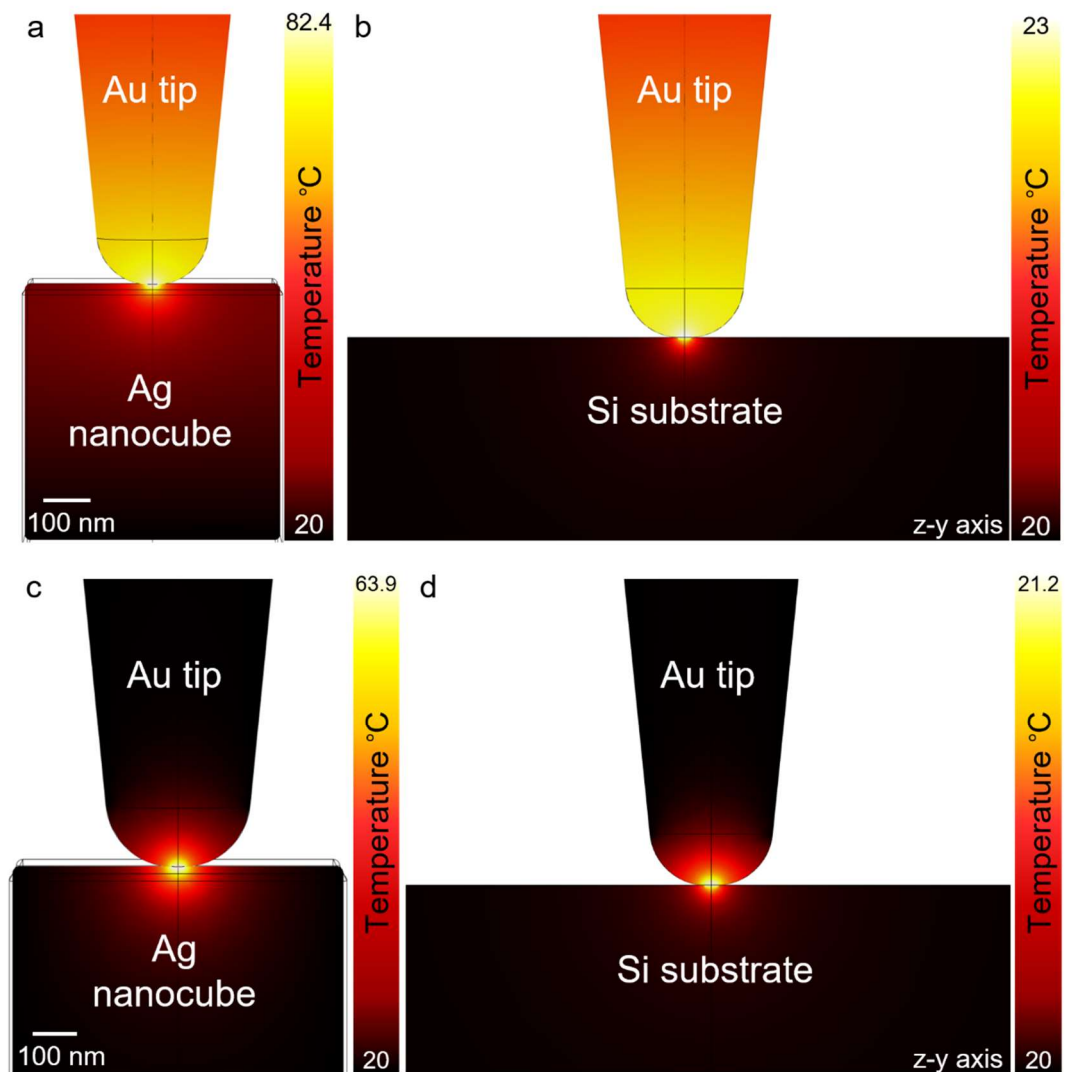 a
82.4
Au tip
Temperature °C
Ag
nanocube
100 nm
20
b
23
Au tip
Temperature °C
Si substrate
z-y axis
20
c
63.9
Au tip
Temperature °C
Ag
nanocube
100 nm
20
d
21.2
Au tip
Temperature °C
Si substrate
z-y axis
20